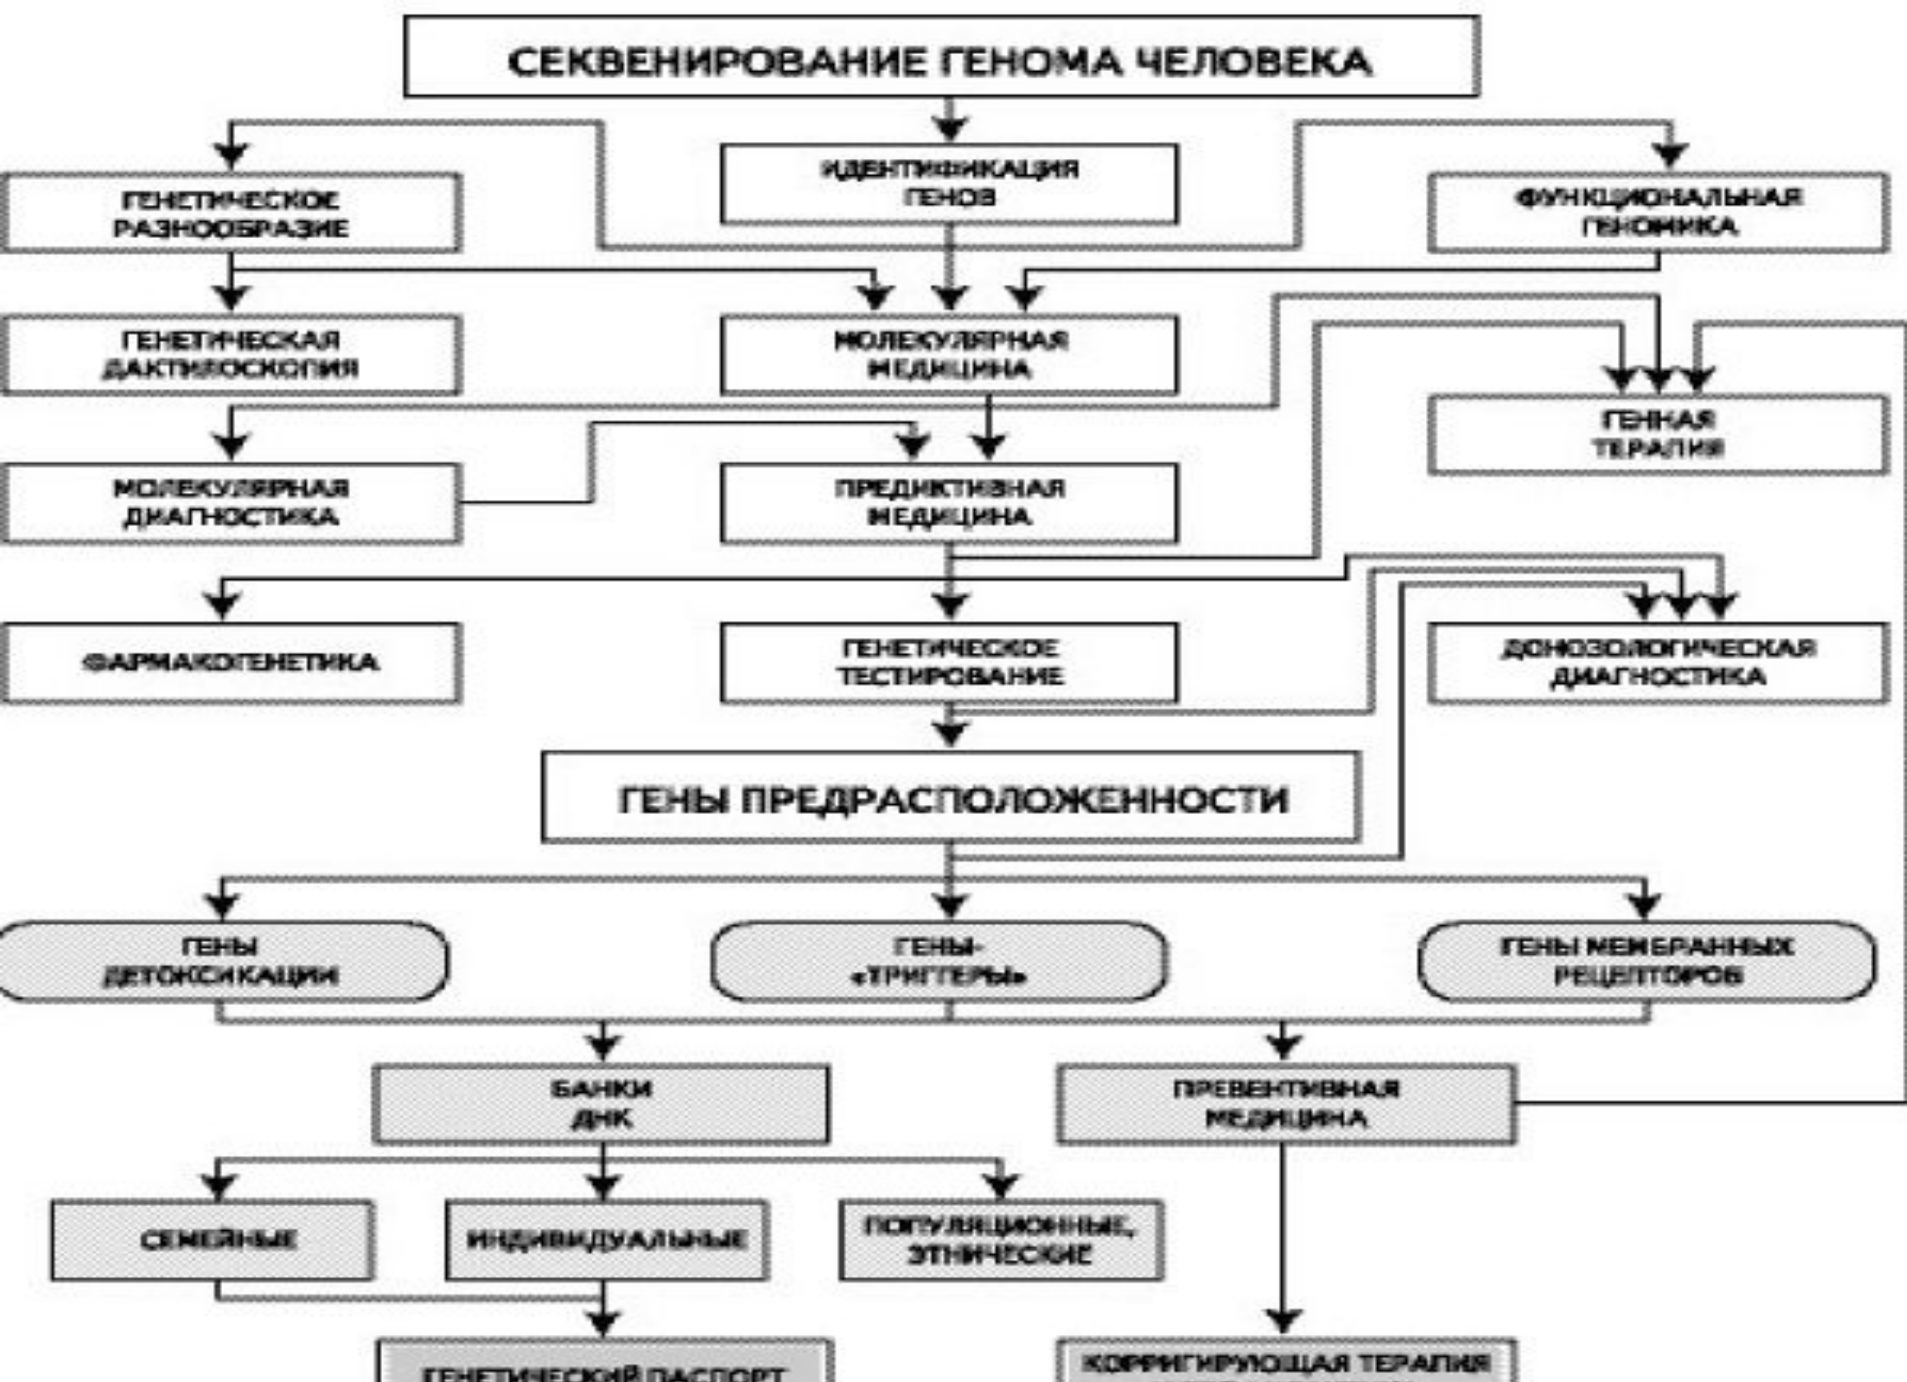 СЕКВЕНИРОВАНИЕ ГЕНОМА ЧЕЛОВЕКА
ГЕНЕТИЧЕСКОЕ
РАЗНООБРАЗИЕ
ИДЕНТИФИКАЦИЯ
ГЕНОВ
ФУНКЦИОНАЛЬНАЯ
ГЕНОМИКА
ГЕНЕТИЧЕСКАЯ
ДАКТИЛОСКОПИЯ
МОЛЕКУЛЯРНАЯ
МЕДИЦИНА
ГЕННАЯ
ТЕРАПИЯ
МОЛЕКУЛЯРНАЯ
ДИАГНОСТИКА
ПРЕДИКТИВНАЯ
МЕДИЦИНА
ФАРМАКОГЕНЕТИКА
ГЕНЕТИЧЕСКОЕ
ТЕСТИРОВАНИЕ
ДОНОЗОЛОГИЧЕСКАЯ
ДИАГНОСТИКА
ГЕНЫ ПРЕДРАСПОЛОЖЕННОСТИ
ГЕНЫ
ДЕТОКСИКАЦИИ
ГЕНЫ-
«ТРИГГЕРЫ»
ГЕНЫ МЕМБРАННЫХ
РЕЦЕПТОРОВ
БАНКИ
ДНК
ПРЕВЕНТИВНАЯ
МЕДИЦИНА
СЕМЕЙНЫЕ
ИНДИВИДУАЛЬНЫЕ
ПОПУЛЯЦИОННЫЕ,
ЭТНИЧЕСКИЕ
ГЕНЕТИЧЕСКИЙ ПАСПОРТ
КОРРИГИРУЮЩАЯ ТЕРАПИЯ